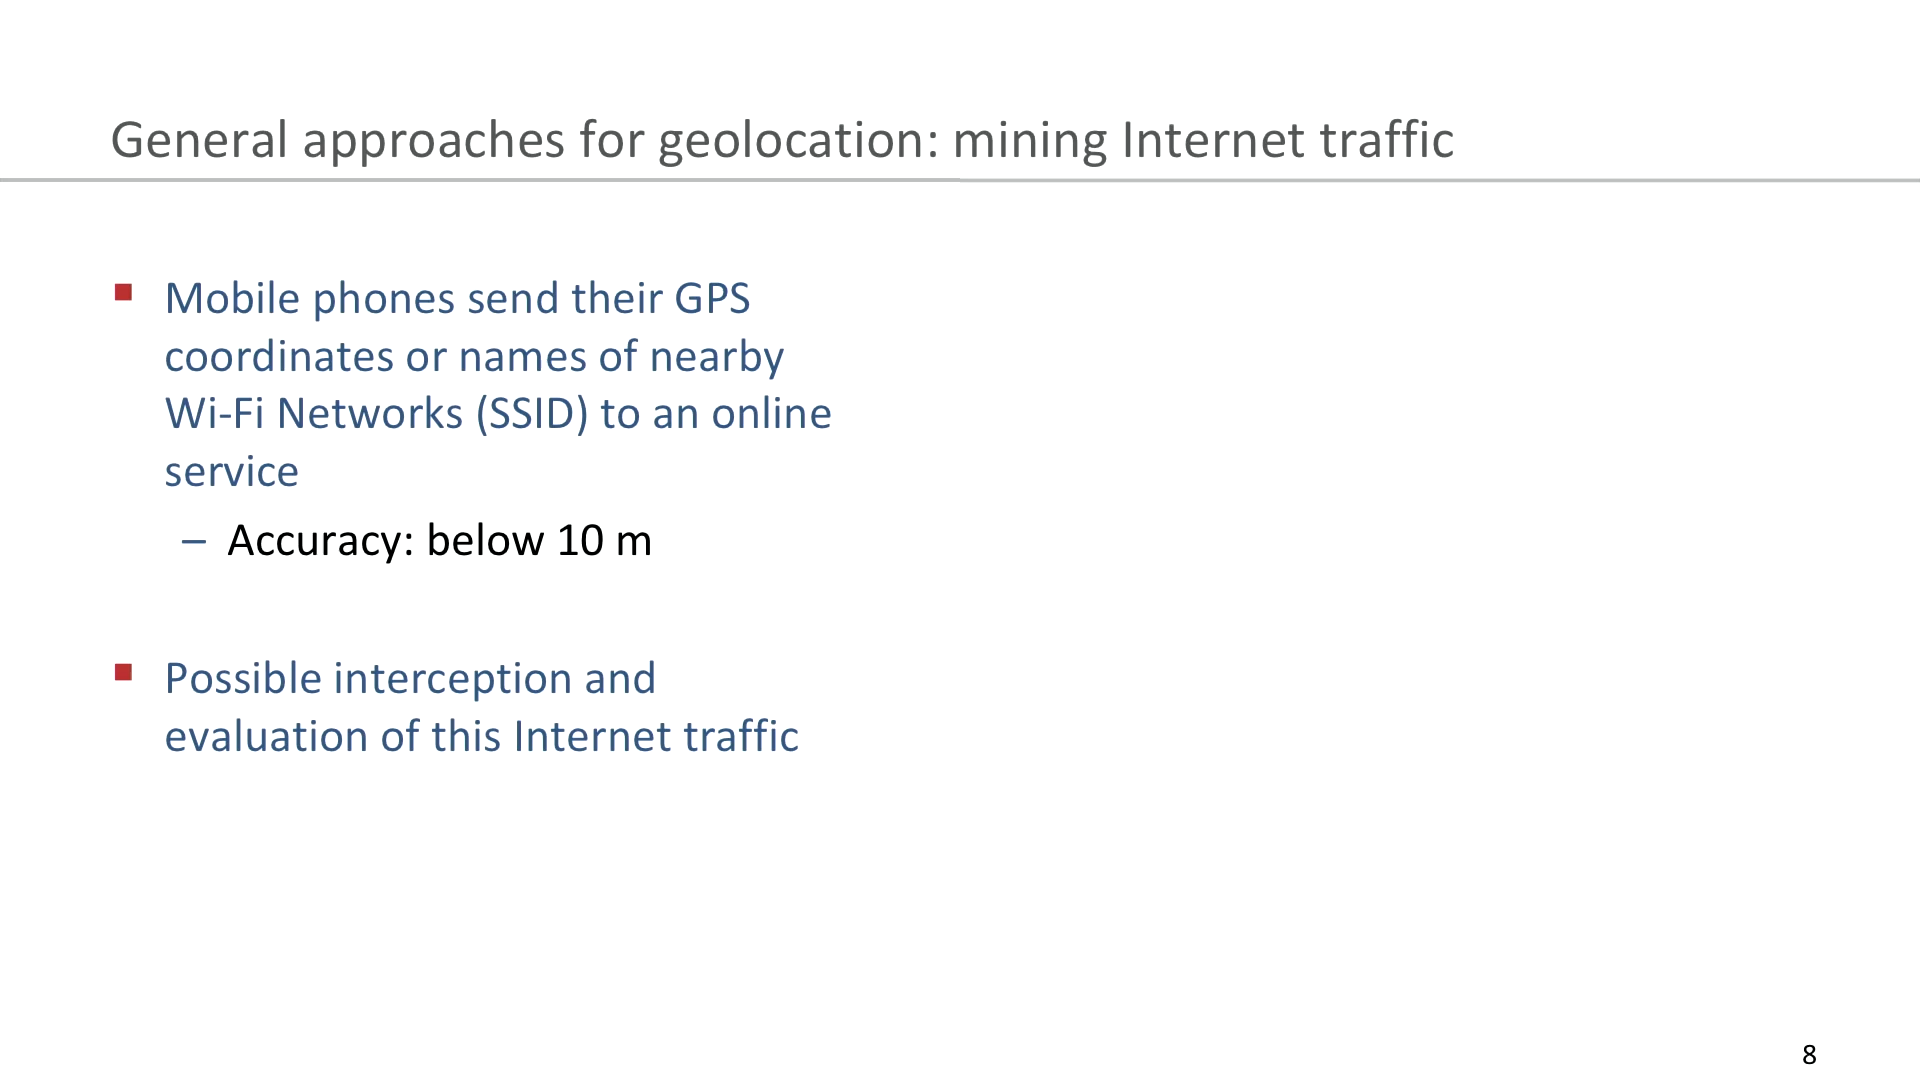 General approaches for geolocation: mining Internet traffic
▪ Mobile phones send their GPS
coordinates or names of nearby
Wi-Fi Networks (SSID) to an online
service
– Accuracy: below 10 m
▪ Possible interception and
evaluation of this Internet traffic
8